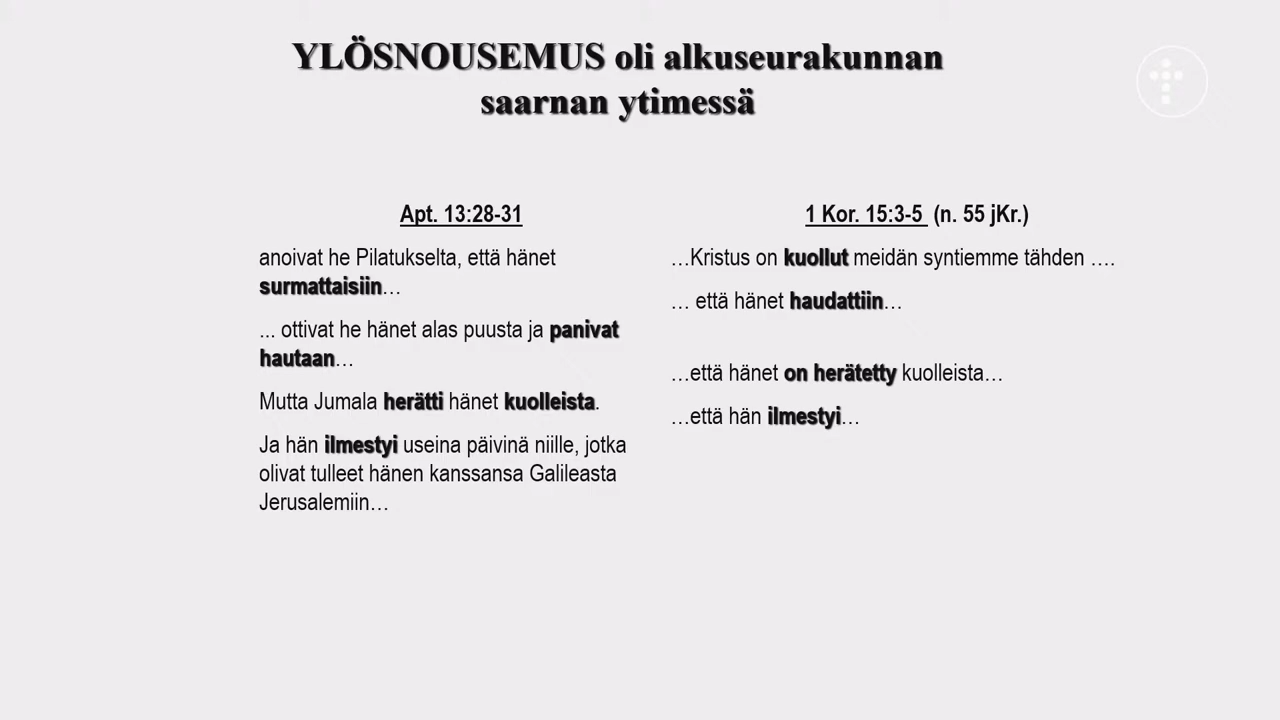 YLÖSNOUSEMUS oli alkuseurakunnan
saarnan ytimessä
Apt. 13:28-31
anoivat he Pilatukselta, että hänet
surmattaisiin…
... ottivat he hänet alas puusta ja panivat
hautaan…
Mutta Jumala herätti hänet kuolleista.
Ja hän ilmestyi useina päivinä niille, jotka
olivat tulleet hänen kanssansa Galileasta
Jerusalemiin…
1 Kor. 15:3-5 (n. 55 jKr.)
…Kristus on kuollut meidän syntiemme tähden ….
… että hänet haudattiin…
…että hänet on herätetty kuolleista…
…että hän ilmestyi…